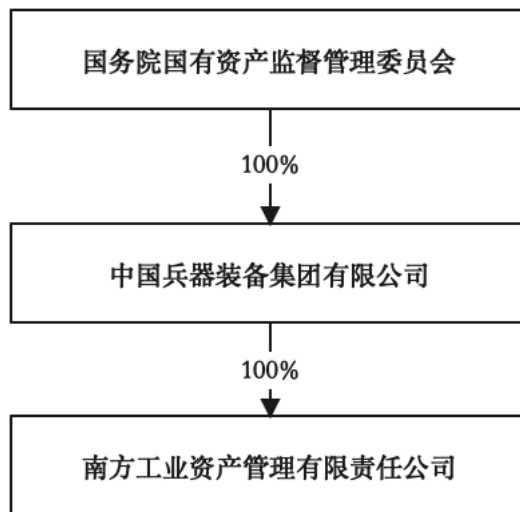 国务院国有资产监督管理委员会
100%
中国兵器装备集团有限公司
100%
南方工业资产管理有限责任公司